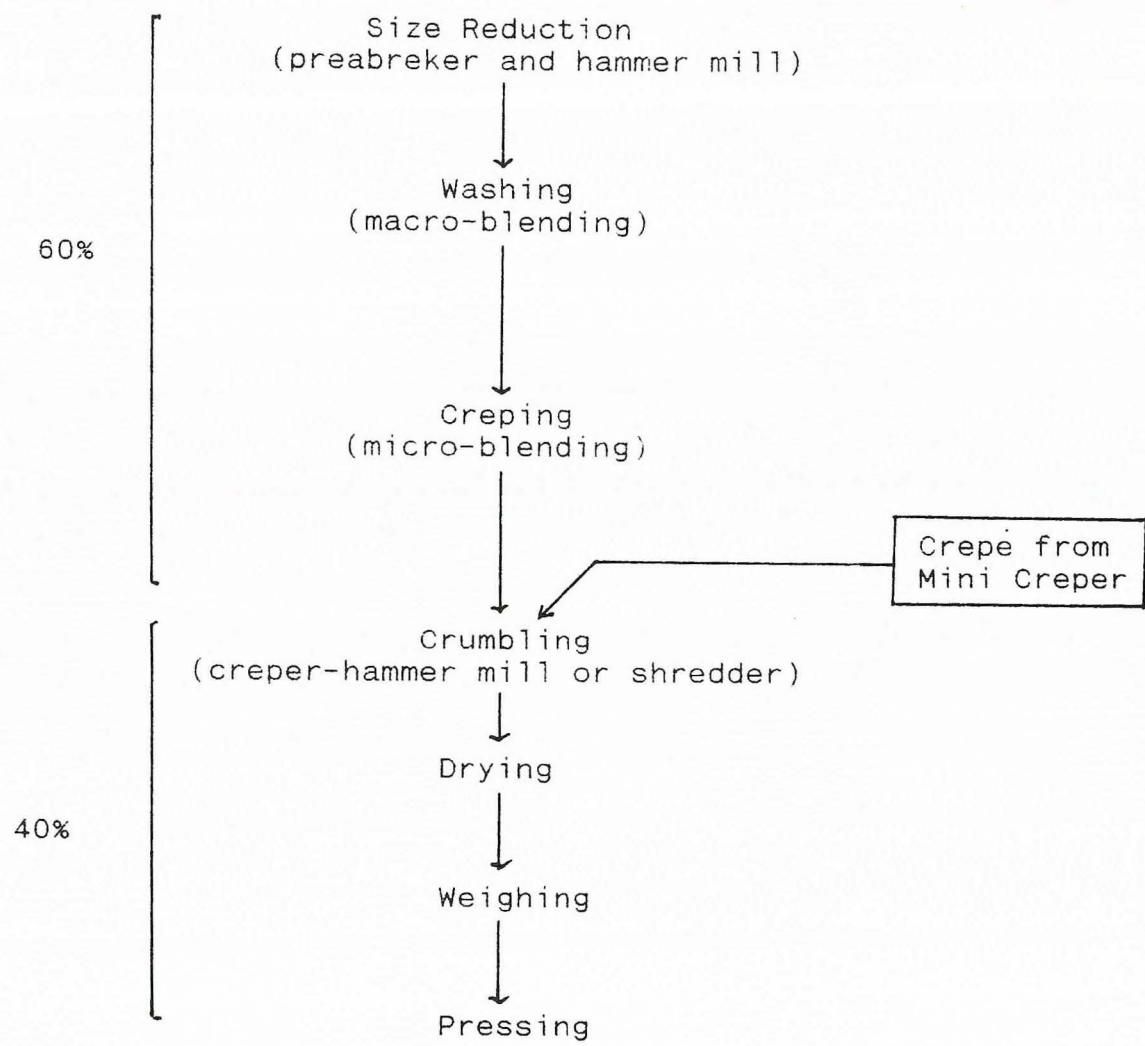 Size Reduction
(preabreker and hammer mill)
Washing
(macro-blending)
60%
Creping
(micro-blending)
Crepe from
Mini Creper
Crumbling
(creper-hammer mill or shredder)
Drying
40%
Weighing
Pressing